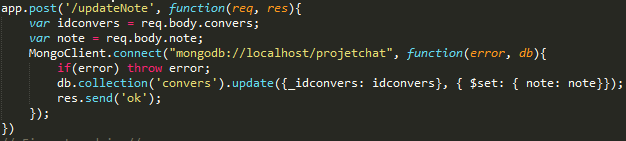 app.post('/updateNote', function(req, res){
    var idconvers = req.body.convers;
    var note = req.body.note;
    MongoClient.connect("mongodb://localhost/projetchat", function(error, db){
        if(error) throw error;
        db.collection('convers').update({_idconvers: idconvers}, { $set: { note: note}});
        res.send('ok');
    });
})